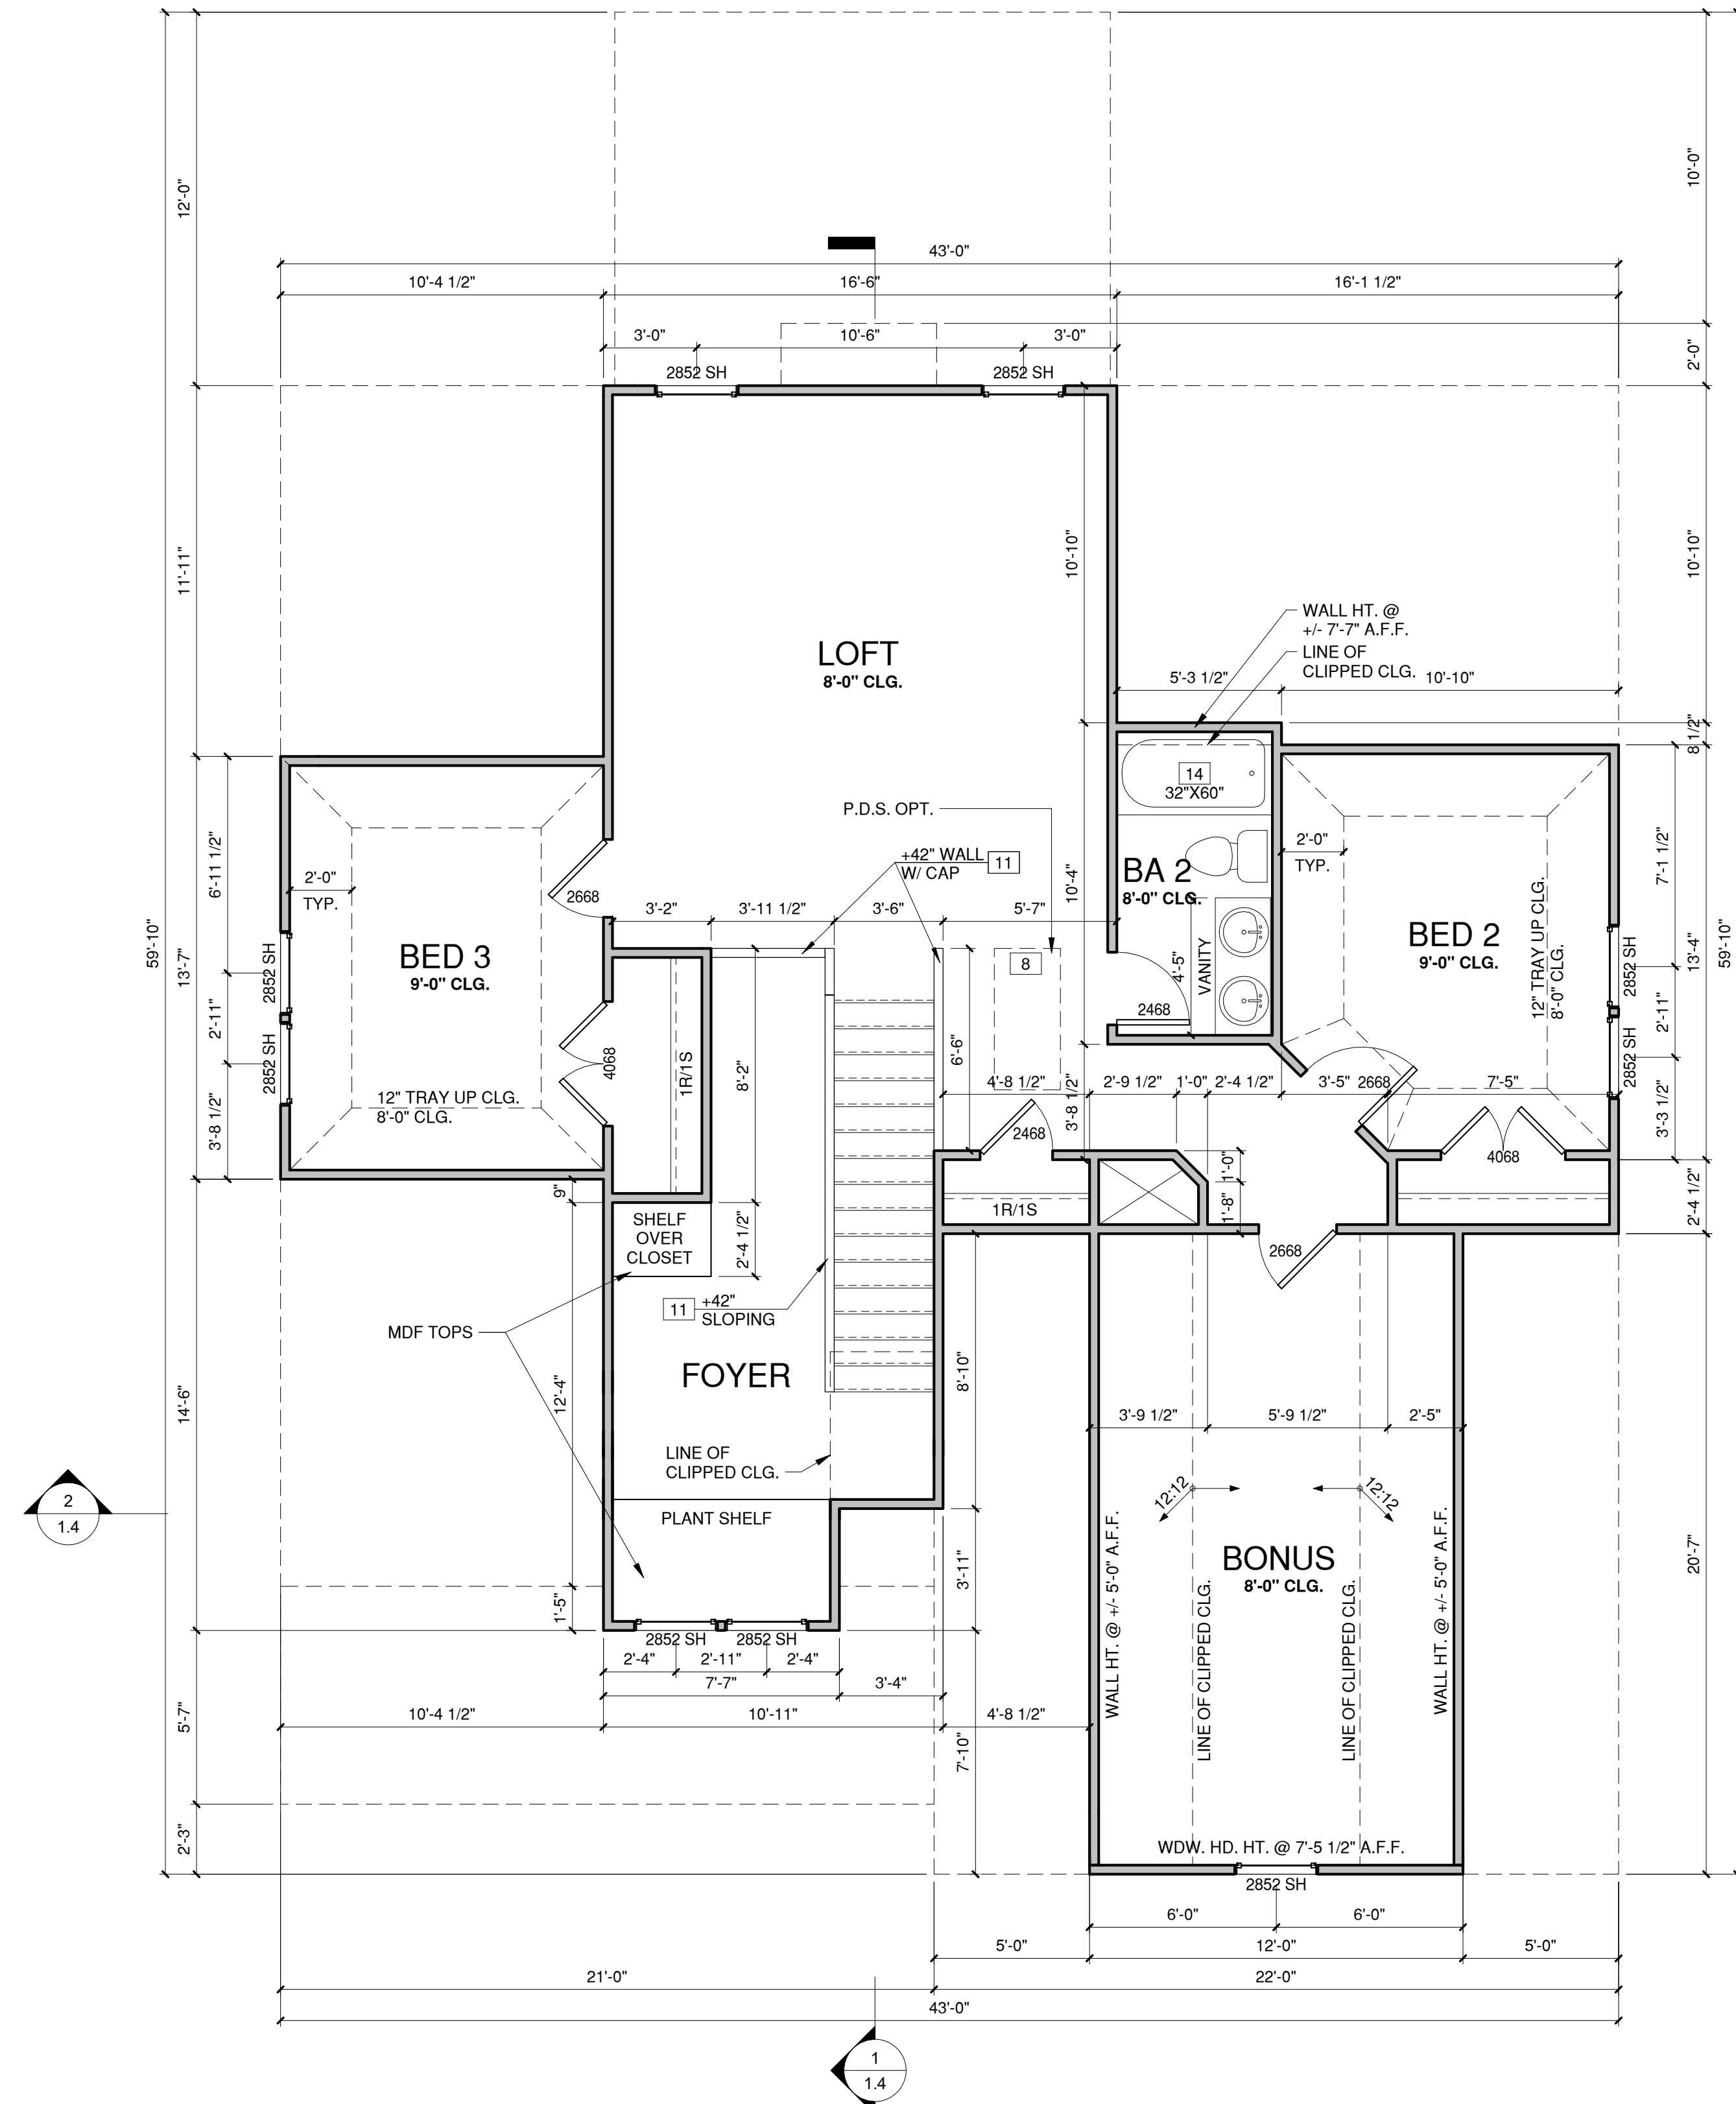 43'-0"
10'-4 1/2"
16'-6"
16'-1 1/2"
3'-0"
10'-6"
3'-0"
2852 SH
2852 SH
12'-0"
11'-11"
59'-10"
13'-7"
14'-6"
5'-7"
2'-3"
6'-11 1/2"
2'-11"
3'-8 1/2"
10'-0"
2'-0"
10'-10"
8 1/2"
13'-4"
59'-10"
2'-4 1/2"
20'-7"
7'-1 1/2"
2'-11"
3'-3 1/2"
LOFT
8'-0" CLG.
10'-10"
10'-4"
3'-8 1/2"
WALL HT. @
+/- 7'-7" A.F.F.
LINE OF
CLIPPED CLG.
5'-3 1/2"
10'-10"
14
32"X60"
P.D.S. OPT.
+42" WALL
W/ CAP
11
BA 2
8'-0" CLG.
VANITY
4'-5"
2468
2'-0"
TYP.
BED 2
9'-0" CLG.
12" TRAY UP CLG.
8'-0" CLG.
2852 SH
2852 SH
2'-0"
TYP.
2668
BED 3
9'-0" CLG.
2852 SH
2852 SH
12" TRAY UP CLG.
8'-0" CLG.
4068
1R/1S
3'-2"
3'-11 1/2"
3'-6"
5'-7"
8
6'-6"
8'-2"
4'-8 1/2"
2'-9 1/2"
1'-0"
2'-4 1/2"
3'-5"
2668
7'-5"
2468
4068
1'-0"
1'-8"
1R/1S
2668
9"
SHELF
OVER
CLOSET
2'-4 1/2"
11
+42"
SLOPING
MDF TOPS
FOYER
12'-4"
8'-10"
LINE OF
CLIPPED CLG.
PLANT SHELF
1'-5"
3'-11"
7'-10"
2852 SH
2852 SH
2'-4"
2'-11"
2'-4"
7'-7"
3'-4"
10'-4 1/2"
10'-11"
4'-8 1/2"
3'-9 1/2"
5'-9 1/2"
2'-5"
12:12
12:12
BONUS
8'-0" CLG.
WALL HT. @ +/- 5'-0" A.F.F.
LINE OF CLIPPED CLG.
LINE OF CLIPPED CLG.
WALL HT. @ +/- 5'-0" A.F.F.
WDW. HD. HT. @ 7'-5 1/2" A.F.F.
2852 SH
6'-0"
6'-0"
5'-0"
12'-0"
5'-0"
21'-0"
22'-0"
43'-0"
2
1.4
1
1.4